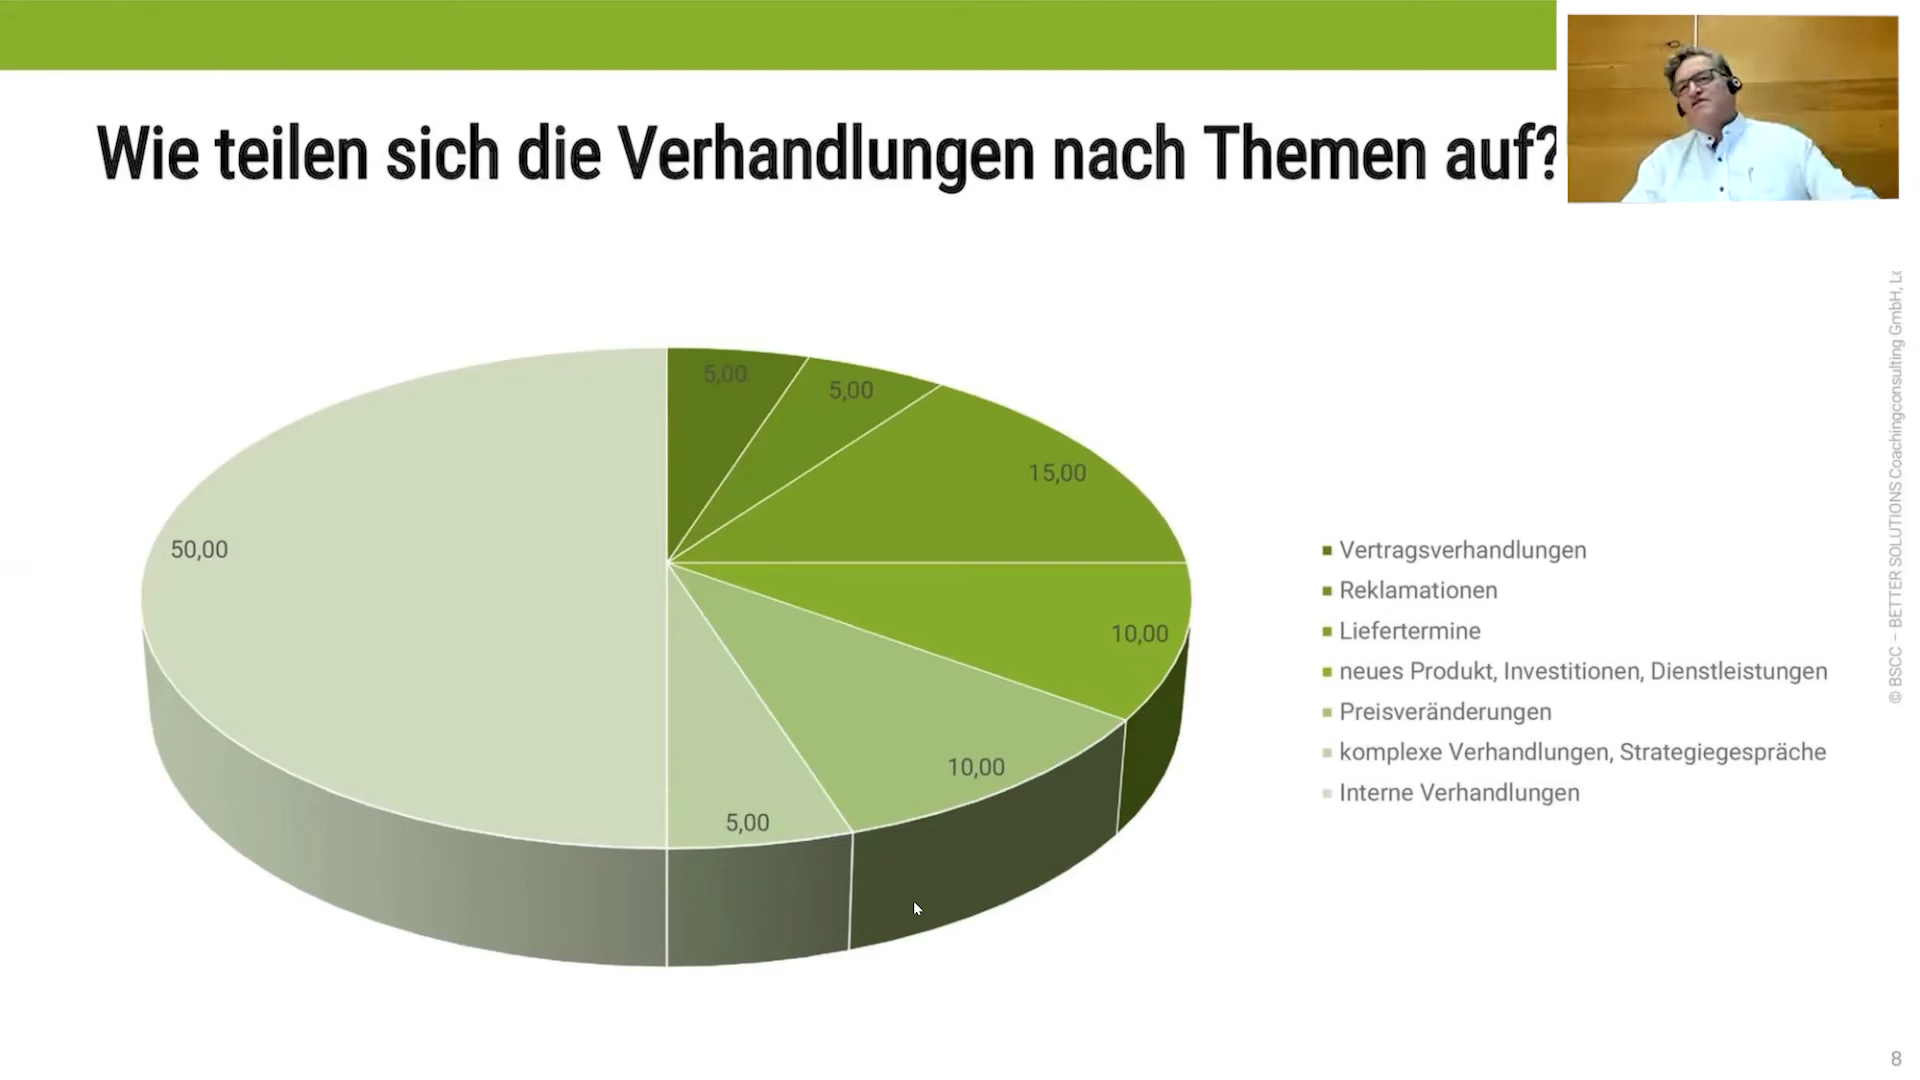 Wie teilen sich die Verhandlungen nach Themen auf?
5,00
5,00
15,00
50,00
10,00
10,00
5,00
Vertragsverhandlungen
Reklamationen
Liefertermine
neues Produkt, Investitionen, Dienstleistungen
Preisveränderungen
komplexe Verhandlungen, Strategiegespräche
Interne Verhandlungen
© BSCC – BETTER SOLUTIONS Coachingconsulting GmbH,
8